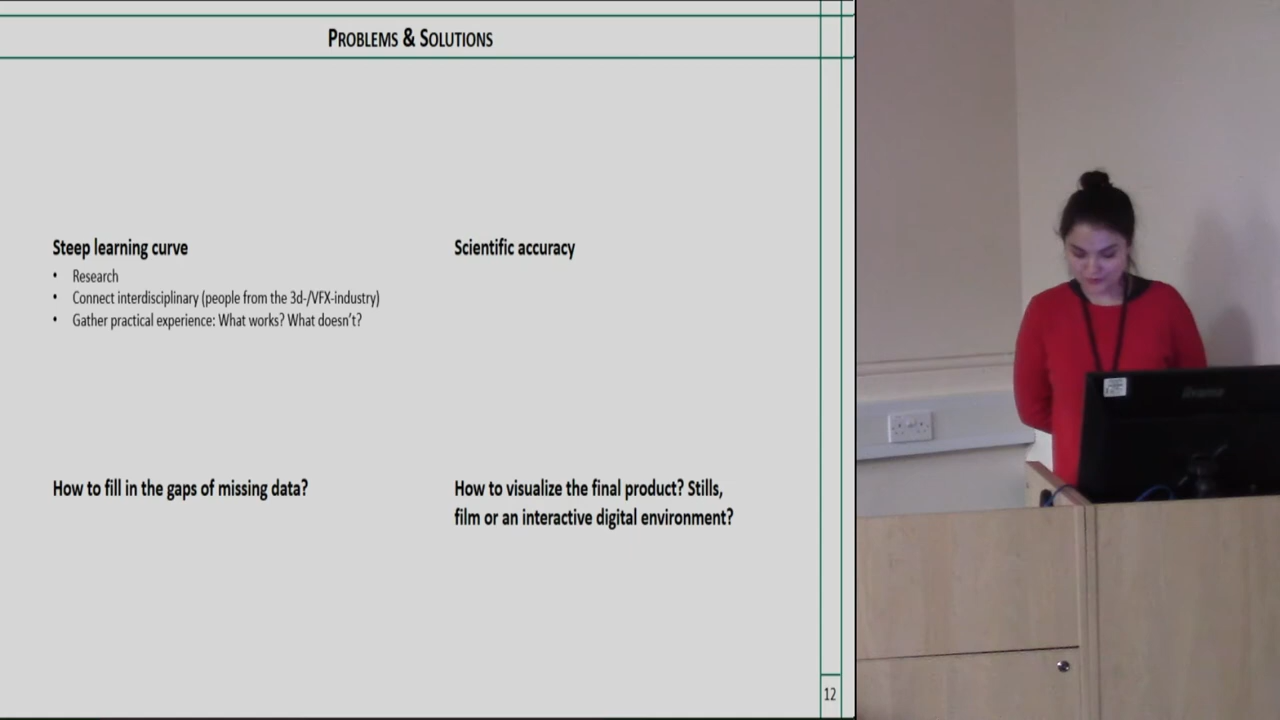 PROBLEMS & SOLUTIONS
Steep learning curve
• Research
• Connect interdisciplinary (people from the 3d-/VFX-industry)
• Gather practical experience: What works? What doesn't?
Scientific accuracy
How to fill in the gaps of missing data?
How to visualize the final product? Stills,
film or an interactive digital environment?
12